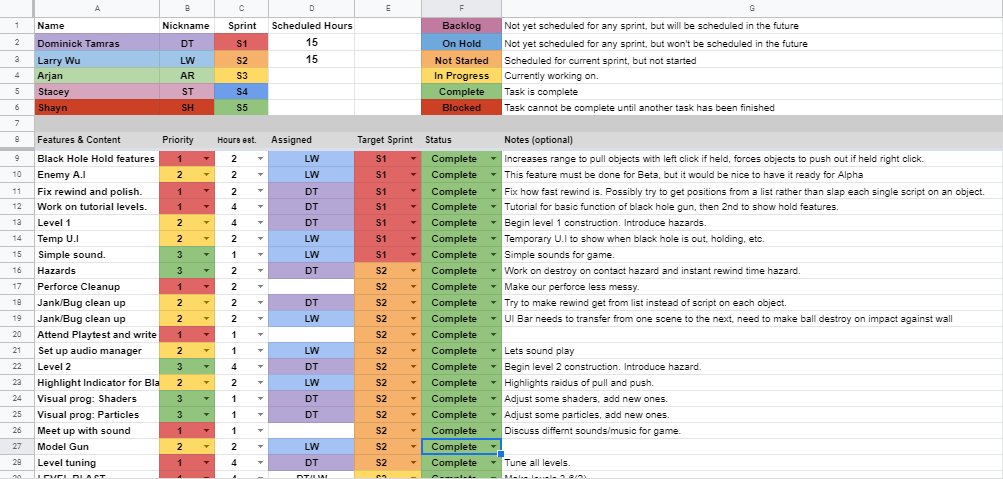 A B C D E F G
1 Name Nickname Sprint Scheduled Hours Backlog Not yet scheduled for any sprint, but will be scheduled in the future
2 Dominick Tamras DT S1 15 On Hold Not yet scheduled for any sprint, but won't be scheduled in the future
3 Larry Wu LW S2 15 Not Started Scheduled for current sprint, but not started
4 Arjan AR S3 In Progress Currently working on.
5 Stacey ST S4 Complete Task is complete
6 Shayn SH S5 Blocked Task cannot be complete until another task has been finished
7
8 Features & Content Priority Hours est. Assigned Target Sprint Status Notes (optional)
9 Black Hole Hold features 1 2 LW S1 Complete Increases range to pull objects with left click if held, forces objects to push out if held right click.
10 Enemy A.I 2 2 LW S1 Complete This feature must be done for Beta, but it would be nice to have it ready for Alpha
11 Fix rewind and polish. 1 2 DT S1 Complete Fix how fast rewind is. Possibly try to get positions from a list rather than slap each single script on an object.
12 Work on tutorial levels. 1 4 DT S1 Complete Tutorial for basic function of black hole gun, then 2nd to show hold features.
13 Level 1 2 4 DT S1 Complete Begin level 1 construction. Introduce hazards.
14 Temp U.I 2 2 LW S1 Complete Temporary U.I to show when black hole is out, holding, etc.
15 Simple sound. 3 1 LW S1 Complete Simple sounds for game.
16 Hazards 3 2 DT S2 Complete Work on destroy on contact hazard and instant rewind time hazard.
17 Perforce Cleanup 1 2 S2 Complete Make our perforce less messy.
18 Jank/Bug clean up 2 2 DT S2 Complete Try to make rewind get from list instead of script on each object.
19 Jank/Bug clean up 2 2 LW S2 Complete UI Bar needs to transfer from one scene to the next, need to make ball destroy on impact against wall
20 Attend Playtest and write 1 1 S2 Complete
21 Set up audio manager 2 1 LW S2 Complete Lets sound play
22 Level 2 3 4 DT S2 Complete Begin level 2 construction. Introduce hazard.
23 Highlight Indicator for Bla 2 2 LW S2 Complete Highlights raidus of pull and push.
24 Visual prog: Shaders 3 1 DT S2 Complete Adjust some shaders, add new ones.
25 Visual prog: Particles 3 1 DT S2 Complete Adjust some particles, add new ones.
26 Meet up with sound 1 1 S2 Complete Discuss differnt sounds/music for game.
27 Model Gun 2 2 LW S2 Complete
28 Level tuning 1 4 DT S2 Complete Tune all levels.